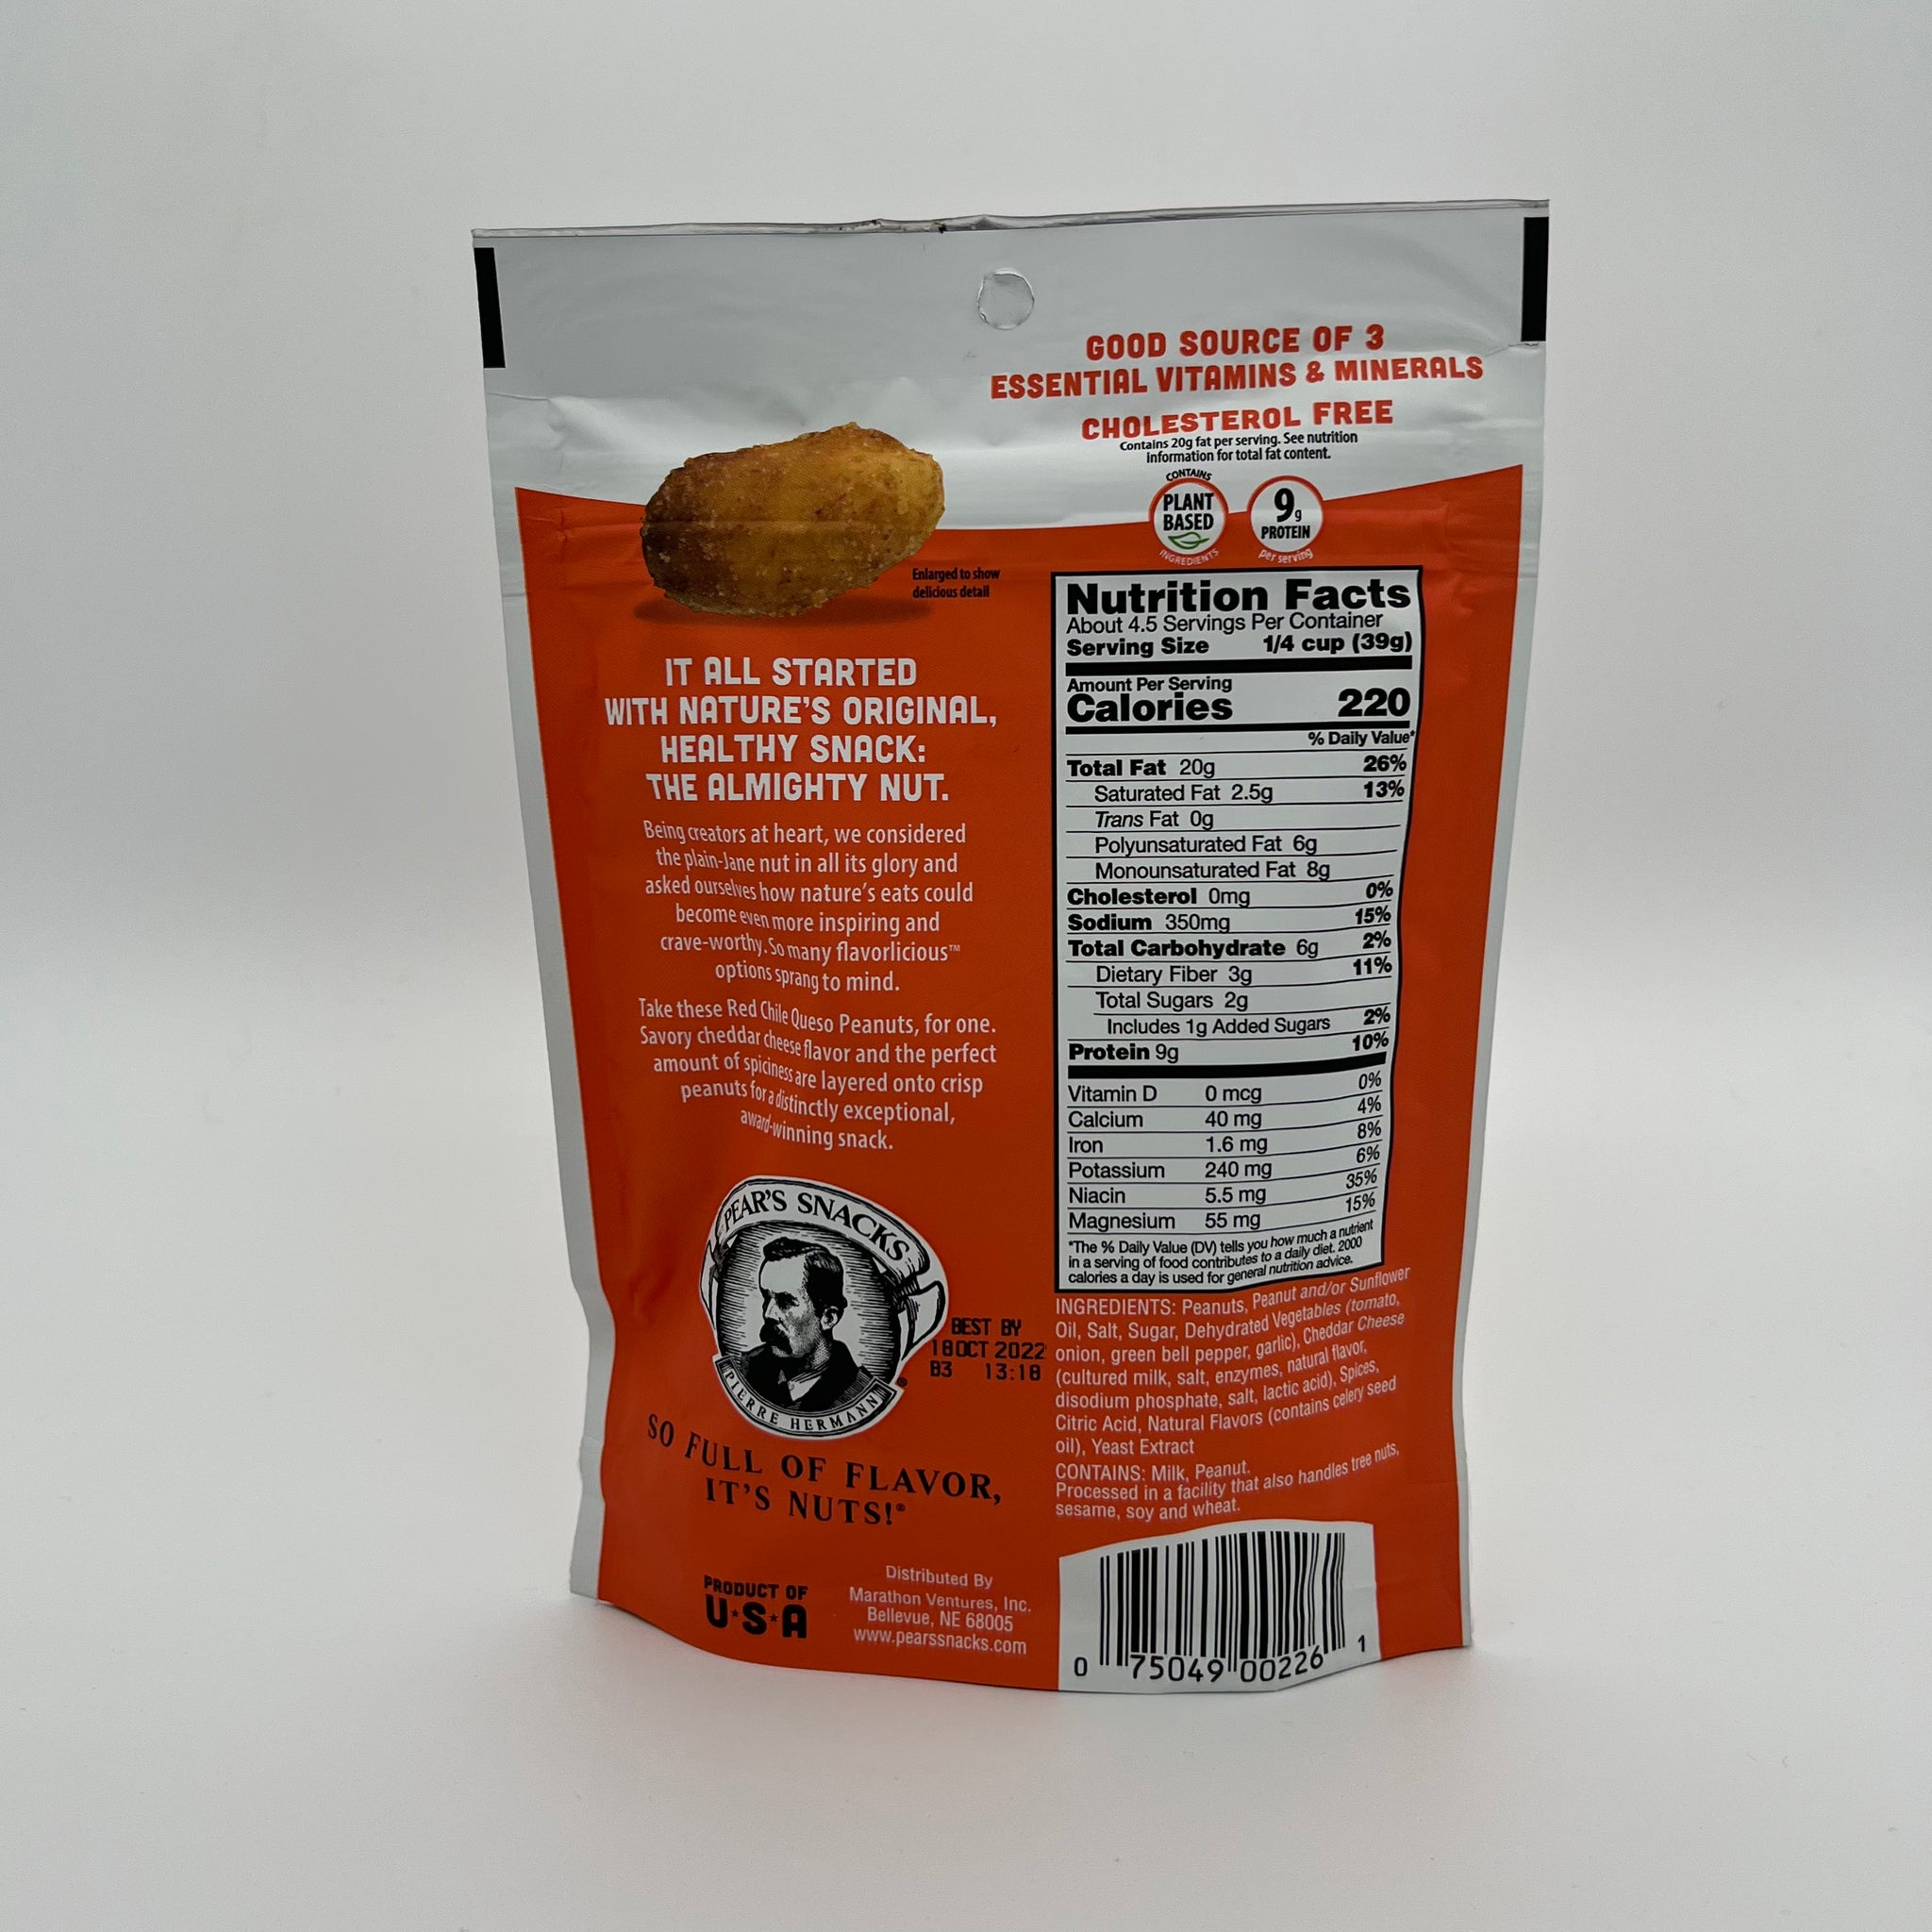 GOOD SOURCE OF 3
ESSENTIAL VITAMINS & MINERALS
CHOLESTEROL FREE
Contains 20g fat per serving. See nutrition
information for total fat content.
CONTAINS
PLANT
BASED
INGREDIENTS
9g
PROTEIN
per serving
Enlarged to show
delicious detail
IT ALL STARTED
WITH NATURE'S ORIGINAL,
HEALTHY SNACK:
THE ALMIGHTY NUT.
Being creators at heart, we considered
the plain-Jane nut in all its glory and
asked ourselves how nature's eats could
become even more inspiring and
crave-worthy. So many flavorlicious™
options sprang to mind.
Take these Red Chile Queso Peanuts, for one.
Savory cheddar cheese flavor and the perfect
amount of spiciness are layered onto crisp
peanuts for a distinctly exceptional,
award-winning snack.
PEAR'S SNACKS
PIERRE HERMANN®
BEST BY
18OCT 2022
B3 13:18
SO FULL OF FLAVOR,
IT'S NUTS!®
PRODUCT OF
U★S★A
Distributed By
Marathon Ventures, Inc.
Bellevue, NE 68005
www.pearssnacks.com
Nutrition Facts
About 4.5 Servings Per Container
Serving Size 1/4 cup (39g)
Amount Per Serving
Calories 220
% Daily Value*
Total Fat 20g 26%
Saturated Fat 2.5g 13%
Trans Fat 0g
Polyunsaturated Fat 6g
Monounsaturated Fat 8g
Cholesterol 0mg 0%
Sodium 350mg 15%
Total Carbohydrate 6g 2%
Dietary Fiber 3g 11%
Total Sugars 2g
Includes 1g Added Sugars 2%
Protein 9g 10%
Vitamin D 0 mcg 0%
Calcium 40 mg 4%
Iron 1.6 mg 8%
Potassium 240 mg 6%
Niacin 5.5 mg 35%
Magnesium 55 mg 15%
*The % Daily Value (DV) tells you how much a nutrient
in a serving of food contributes to a daily diet. 2000
calories a day is used for general nutrition advice.
INGREDIENTS: Peanuts, Peanut and/or Sunflower
Oil, Salt, Sugar, Dehydrated Vegetables (tomato,
onion, green bell pepper, garlic), Cheddar Cheese
(cultured milk, salt, enzymes, natural flavor,
disodium phosphate, salt, lactic acid), Spices,
Citric Acid, Natural Flavors (contains celery seed
oil), Yeast Extract
CONTAINS: Milk, Peanut.
Processed in a facility that also handles tree nuts,
sesame, soy and wheat.
0 75049 00226 1